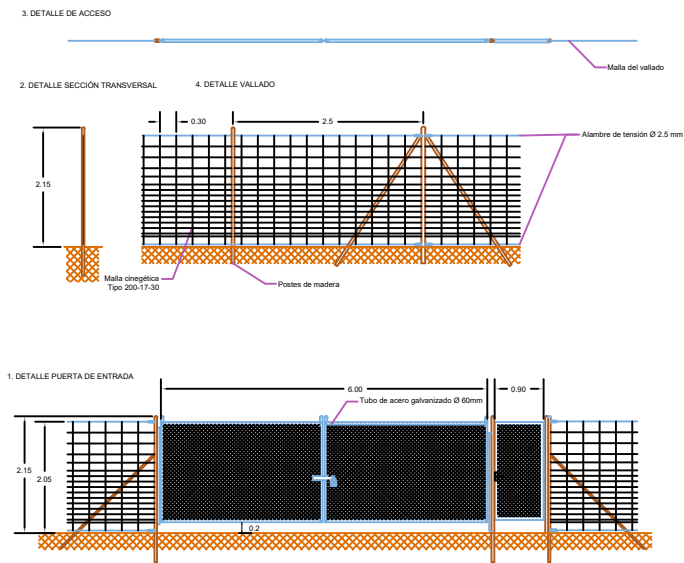 3. DETALLE DE ACCESO
Malla del vallado
2. DETALLE SECCIÓN TRANSVERSAL
4. DETALLE VALLADO
0.30
2.5
Alambre de tensión Ø 2.5 mm
2.15
Malla cinegética
Tipo 200-17-30
Postes de madera
1. DETALLE PUERTA DE ENTRADA
6.00
0.90
Tubo de acero galvanizado Ø 60mm
2.15
2.05
0.2